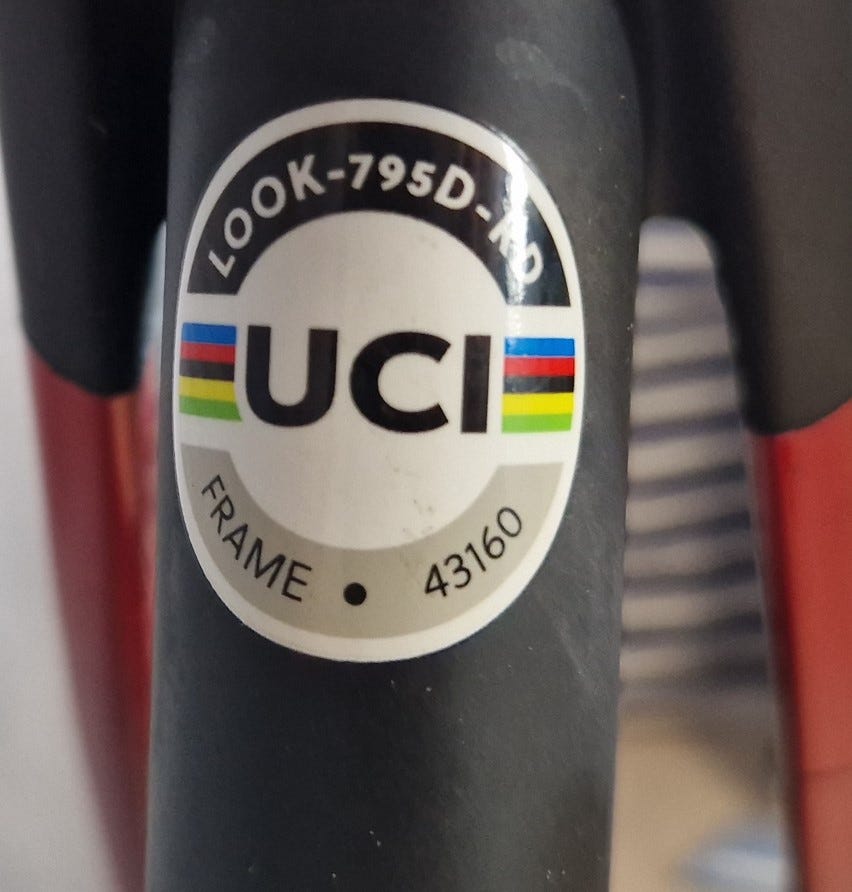 LOOK-795D-RD
UCI
FRAME • 43160